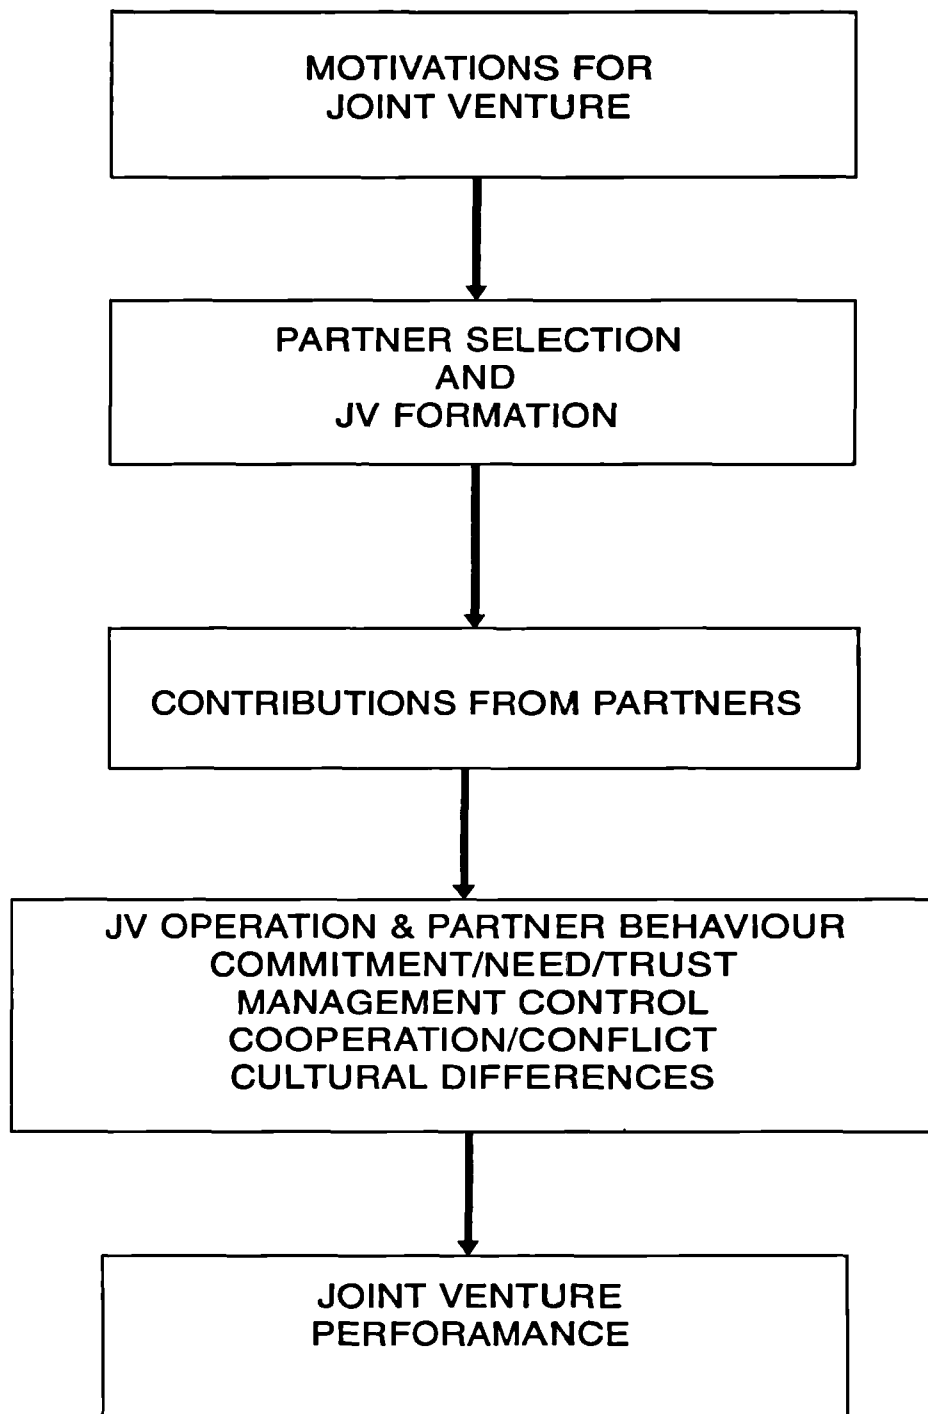 MOTIVATIONS FOR
JOINT VENTURE
PARTNER SELECTION
AND
JV FORMATION
CONTRIBUTIONS FROM PARTNERS
JV OPERATION & PARTNER BEHAVIOUR
COMMITMENT/NEED/TRUST
MANAGEMENT CONTROL
COOPERATION/CONFLICT
CULTURAL DIFFERENCES
JOINT VENTURE
PERFORAMANCE